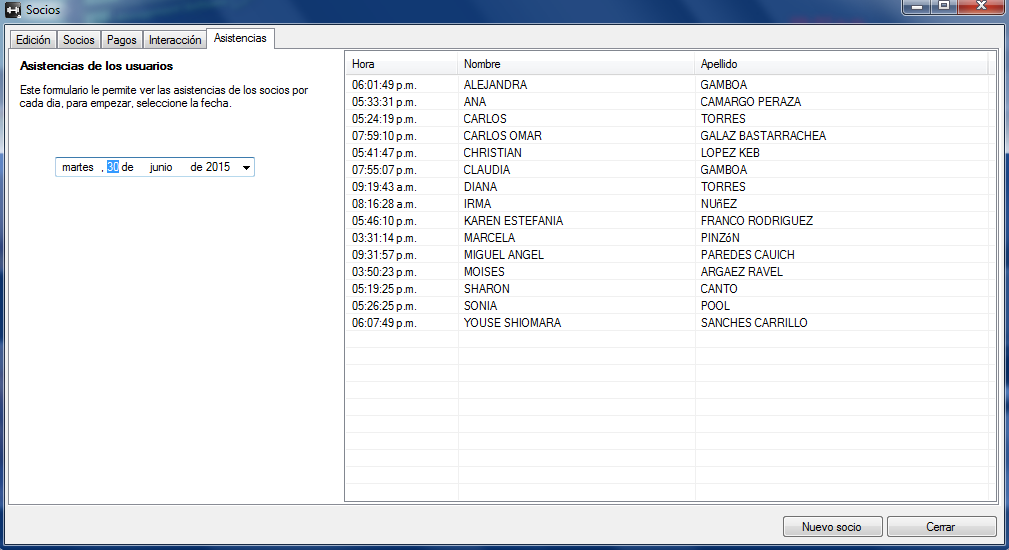 Socios
Edición Socios Pagos Interacción Asistencias
Asistencias de los usuarios
Este formulario le permite ver las asistencias de los socios por
cada dia, para empezar, seleccione la fecha.
martes , 30 de junio de 2015
Hora Nombre Apellido
06:01:49 p.m. ALEJANDRA GAMBOA
05:33:31 p.m. ANA CAMARGO PERAZA
05:24:19 p.m. CARLOS TORRES
07:59:10 p.m. CARLOS OMAR GALAZ BASTARRACHEA
05:41:47 p.m. CHRISTIAN LOPEZ KEB
07:55:07 p.m. CLAUDIA GAMBOA
09:19:43 a.m. DIANA TORRES
08:16:28 a.m. IRMA NUñEZ
05:46:10 p.m. KAREN ESTEFANIA FRANCO RODRIGUEZ
03:31:14 p.m. MARCELA PINZóN
09:31:57 p.m. MIGUEL ANGEL PAREDES CAUICH
03:50:23 p.m. MOISES ARGAEZ RAVEL
05:19:25 p.m. SHARON CANTO
05:26:25 p.m. SONIA POOL
06:07:49 p.m. YOUSE SHIOMARA SANCHES CARRILLO
Nuevo socio Cerrar